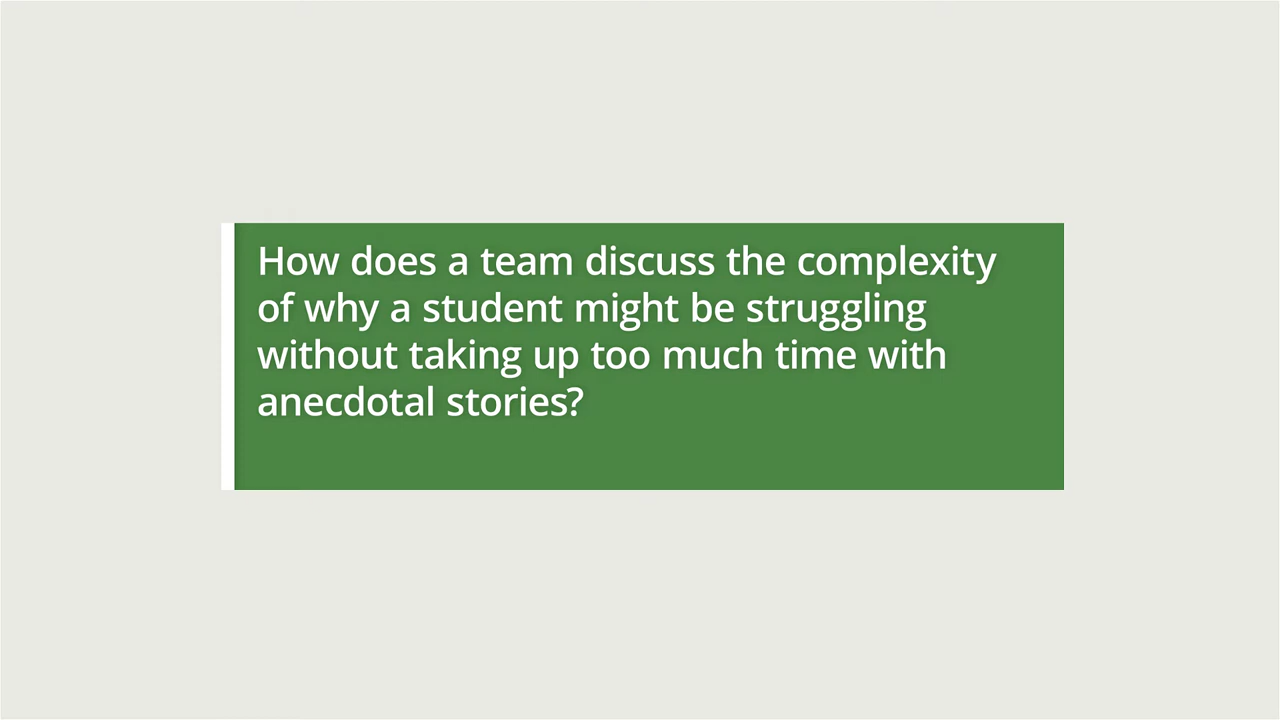 How does a team discuss the complexity
of why a student might be struggling
without taking up too much time with
anecdotal stories?